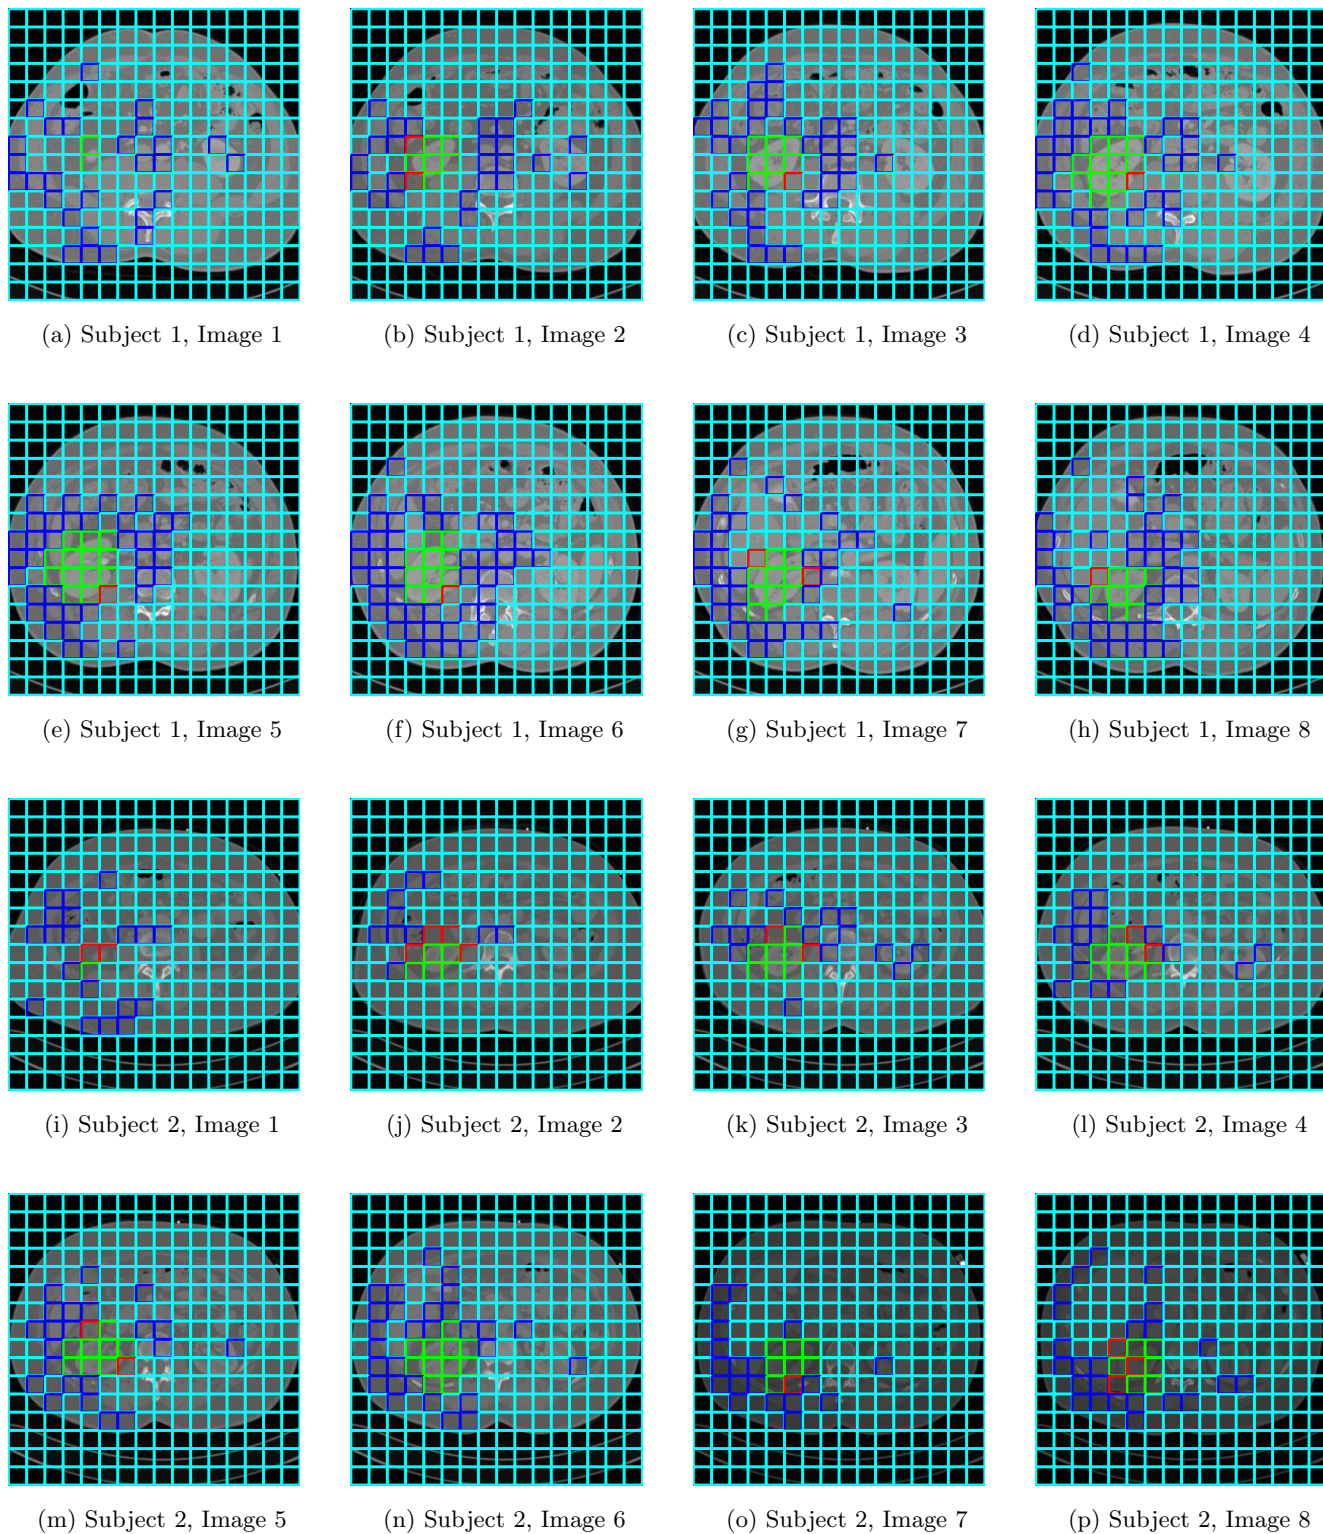 (a) Subject 1, Image 1 (b) Subject 1, Image 2 (c) Subject 1, Image 3 (d) Subject 1, Image 4
(e) Subject 1, Image 5 (f) Subject 1, Image 6 (g) Subject 1, Image 7 (h) Subject 1, Image 8
(i) Subject 2, Image 1 (j) Subject 2, Image 2 (k) Subject 2, Image 3 (l) Subject 2, Image 4
(m) Subject 2, Image 5 (n) Subject 2, Image 6 (o) Subject 2, Image 7 (p) Subject 2, Image 8